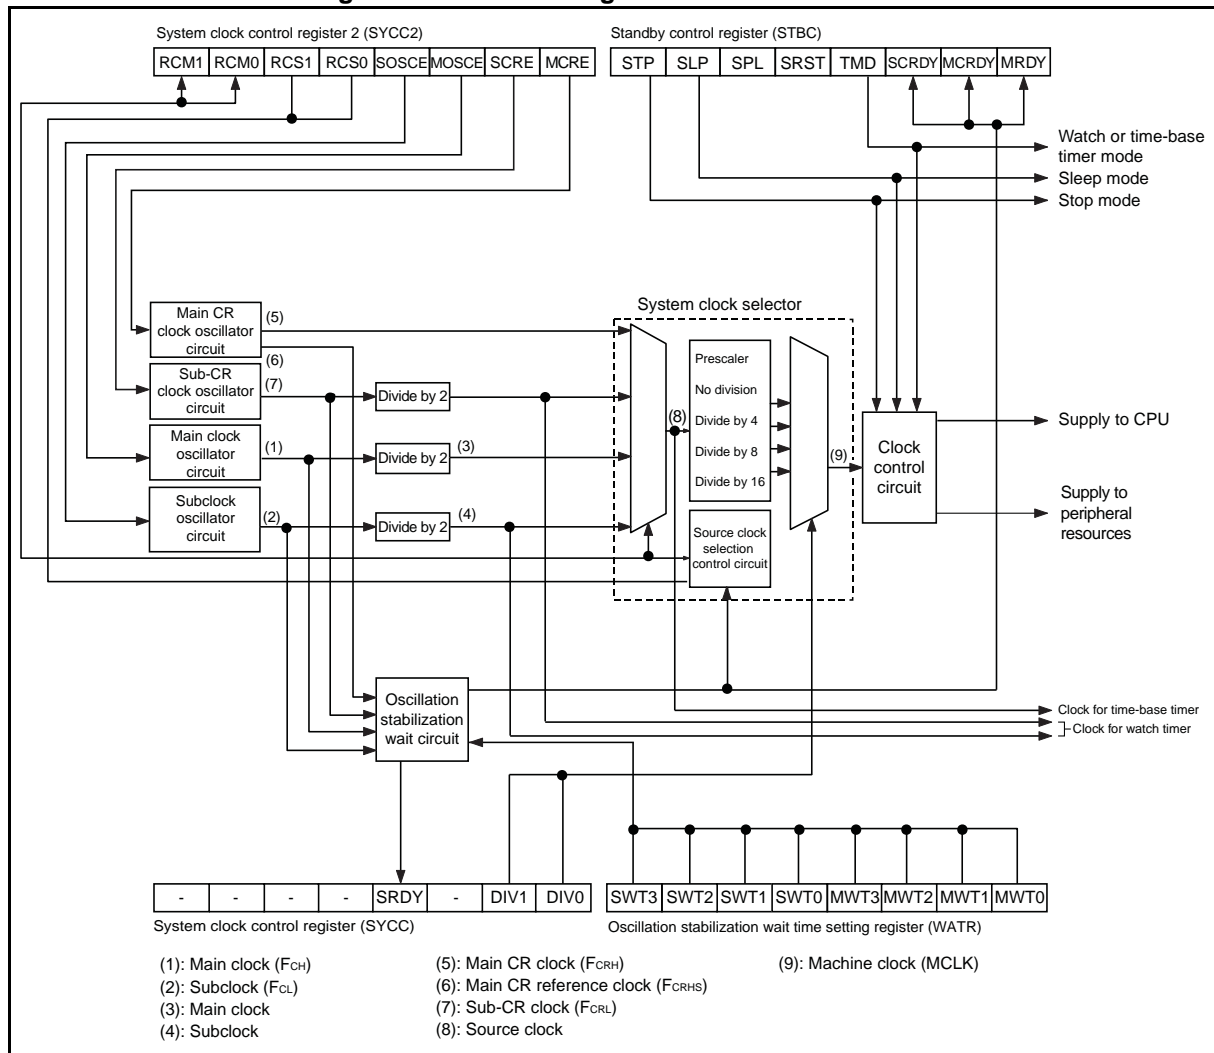 System clock control register 2 (SYCC2)
Standby control register (STBC)
RCM1 RCM0 RCS1 RCS0 SOSCE MOSCE SCRE MCRE
STP SLP SPL SRST TMD SCRDY MCRDY MRDY
Watch or time-base
timer mode
Sleep mode
Stop mode
System clock selector
Main CR
clock oscillator
circuit
(5)
(6)
Sub-CR
clock oscillator
circuit
(7)
Divide by 2
Main clock
oscillator
circuit
(1)
Divide by 2
(3)
Subclock
oscillator
circuit
(2)
Divide by 2
(4)
(8)
Prescaler
No division
Divide by 4
Divide by 8
Divide by 16
(9)
Source clock
selection
control circuit
Clock
control
circuit
Supply to CPU
Supply to
peripheral
resources
Oscillation
stabilization
wait circuit
Clock for time-base timer
Clock for watch timer
- - - - SRDY - DIV1 DIV0
SWT3 SWT2 SWT1 SWT0 MWT3 MWT2 MWT1 MWT0
System clock control register (SYCC)
Oscillation stabilization wait time setting register (WATR)
(1): Main clock (FCH)
(2): Subclock (FCL)
(3): Main clock
(4): Subclock
(5): Main CR clock (FCRH)
(6): Main CR reference clock (FCRHS)
(7): Sub-CR clock (FCRL)
(8): Source clock
(9): Machine clock (MCLK)